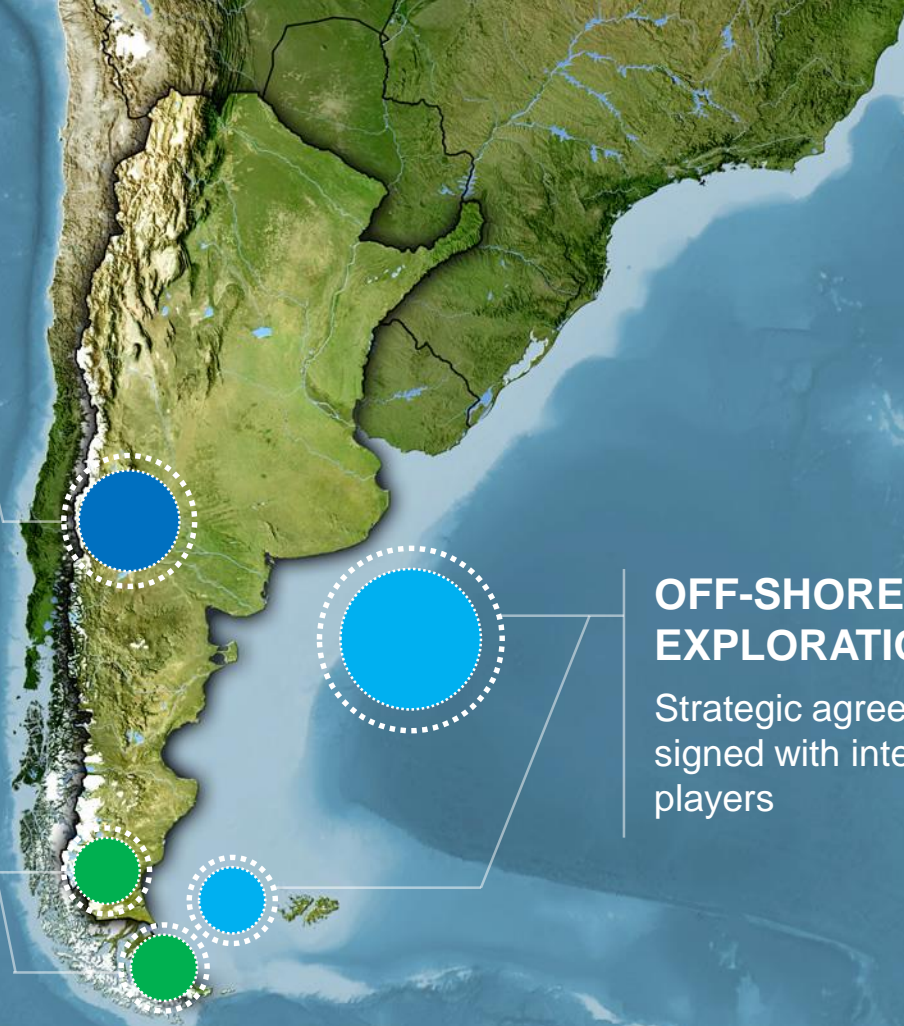 OFF-SHORE
EXPLORATIO
Strategic agree
signed with inte
players